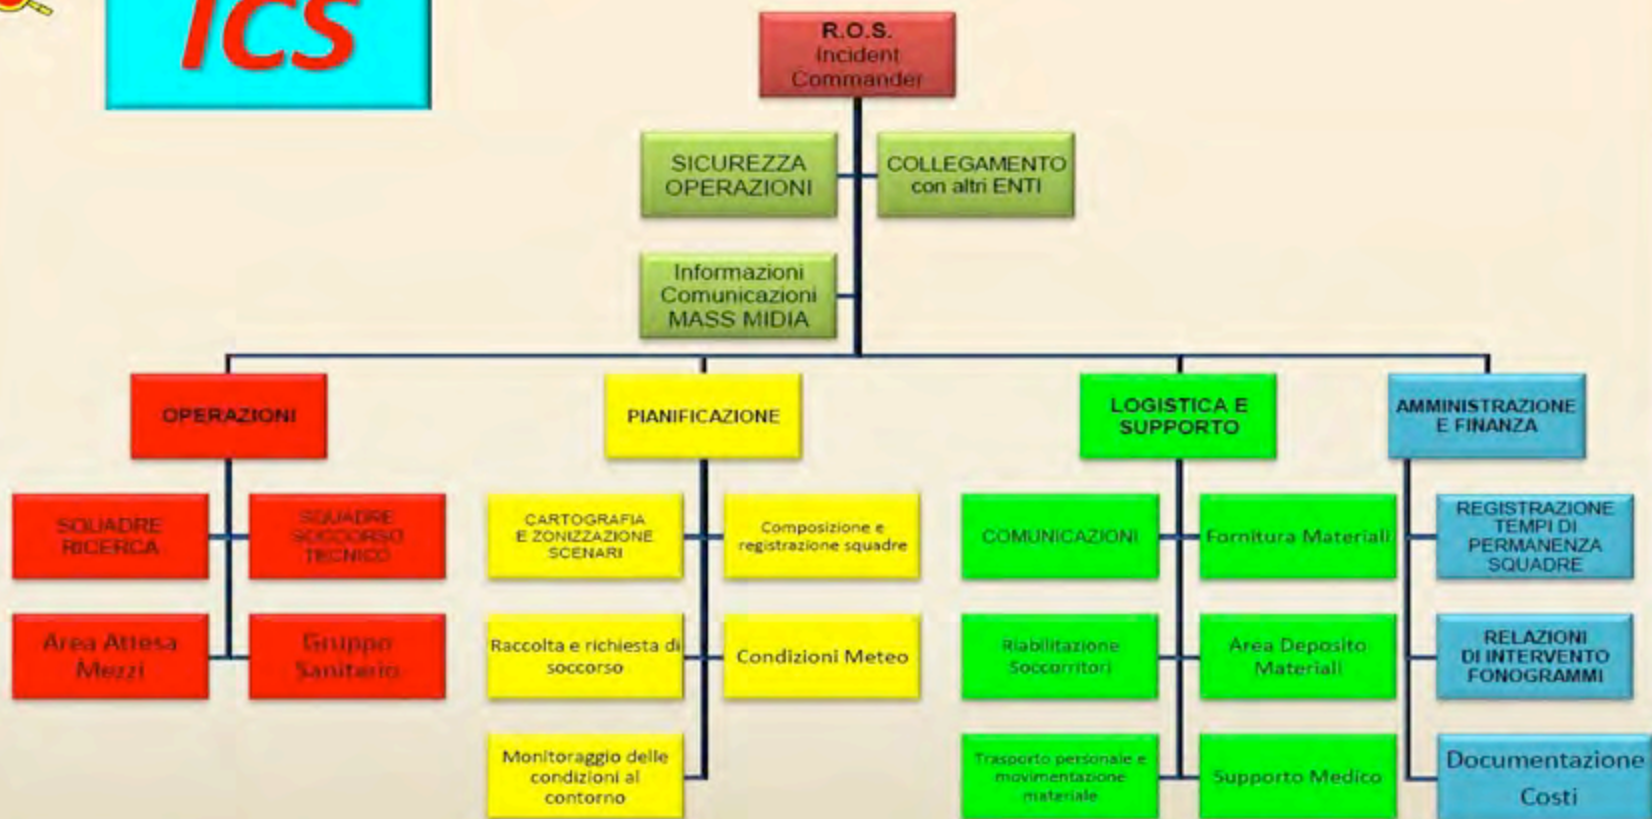 ICS
R.O.S.
Incident
Commander
SICUREZZA
OPERAZIONI
COLLEGAMENTO
con altri ENTI
Informazioni
Comunicazioni
MASS MIDIA
OPERAZIONI
PIANIFICAZIONE
LOGISTICA E
SUPPORTO
AMMINISTRAZIONE
E FINANZA
SQUADRE
RICERCA
SQUADRE
SOCCORSO
TECNICO
CARTOGRAFIA
E ZONIZZAZIONE
SCENARI
Composizione e
registrazione squadre
COMUNICAZIONI
Fornitura Materiali
REGISTRAZIONE
TEMPI DI
PERMANENZA
SQUADRE
Area Attesa
Mezzi
Gruppo
Sanitario
Raccolta e richiesta di
soccorso
Condizioni Meteo
Riabilitazione
Soccorritori
Area Deposito
Materiali
RELAZIONI
DI INTERVENTO
FONOGRAMMI
Monitoraggio delle
condizioni al
contorno
Trasporto personale e
movimentazione
materiale
Supporto Medico
Documentazione
Costi